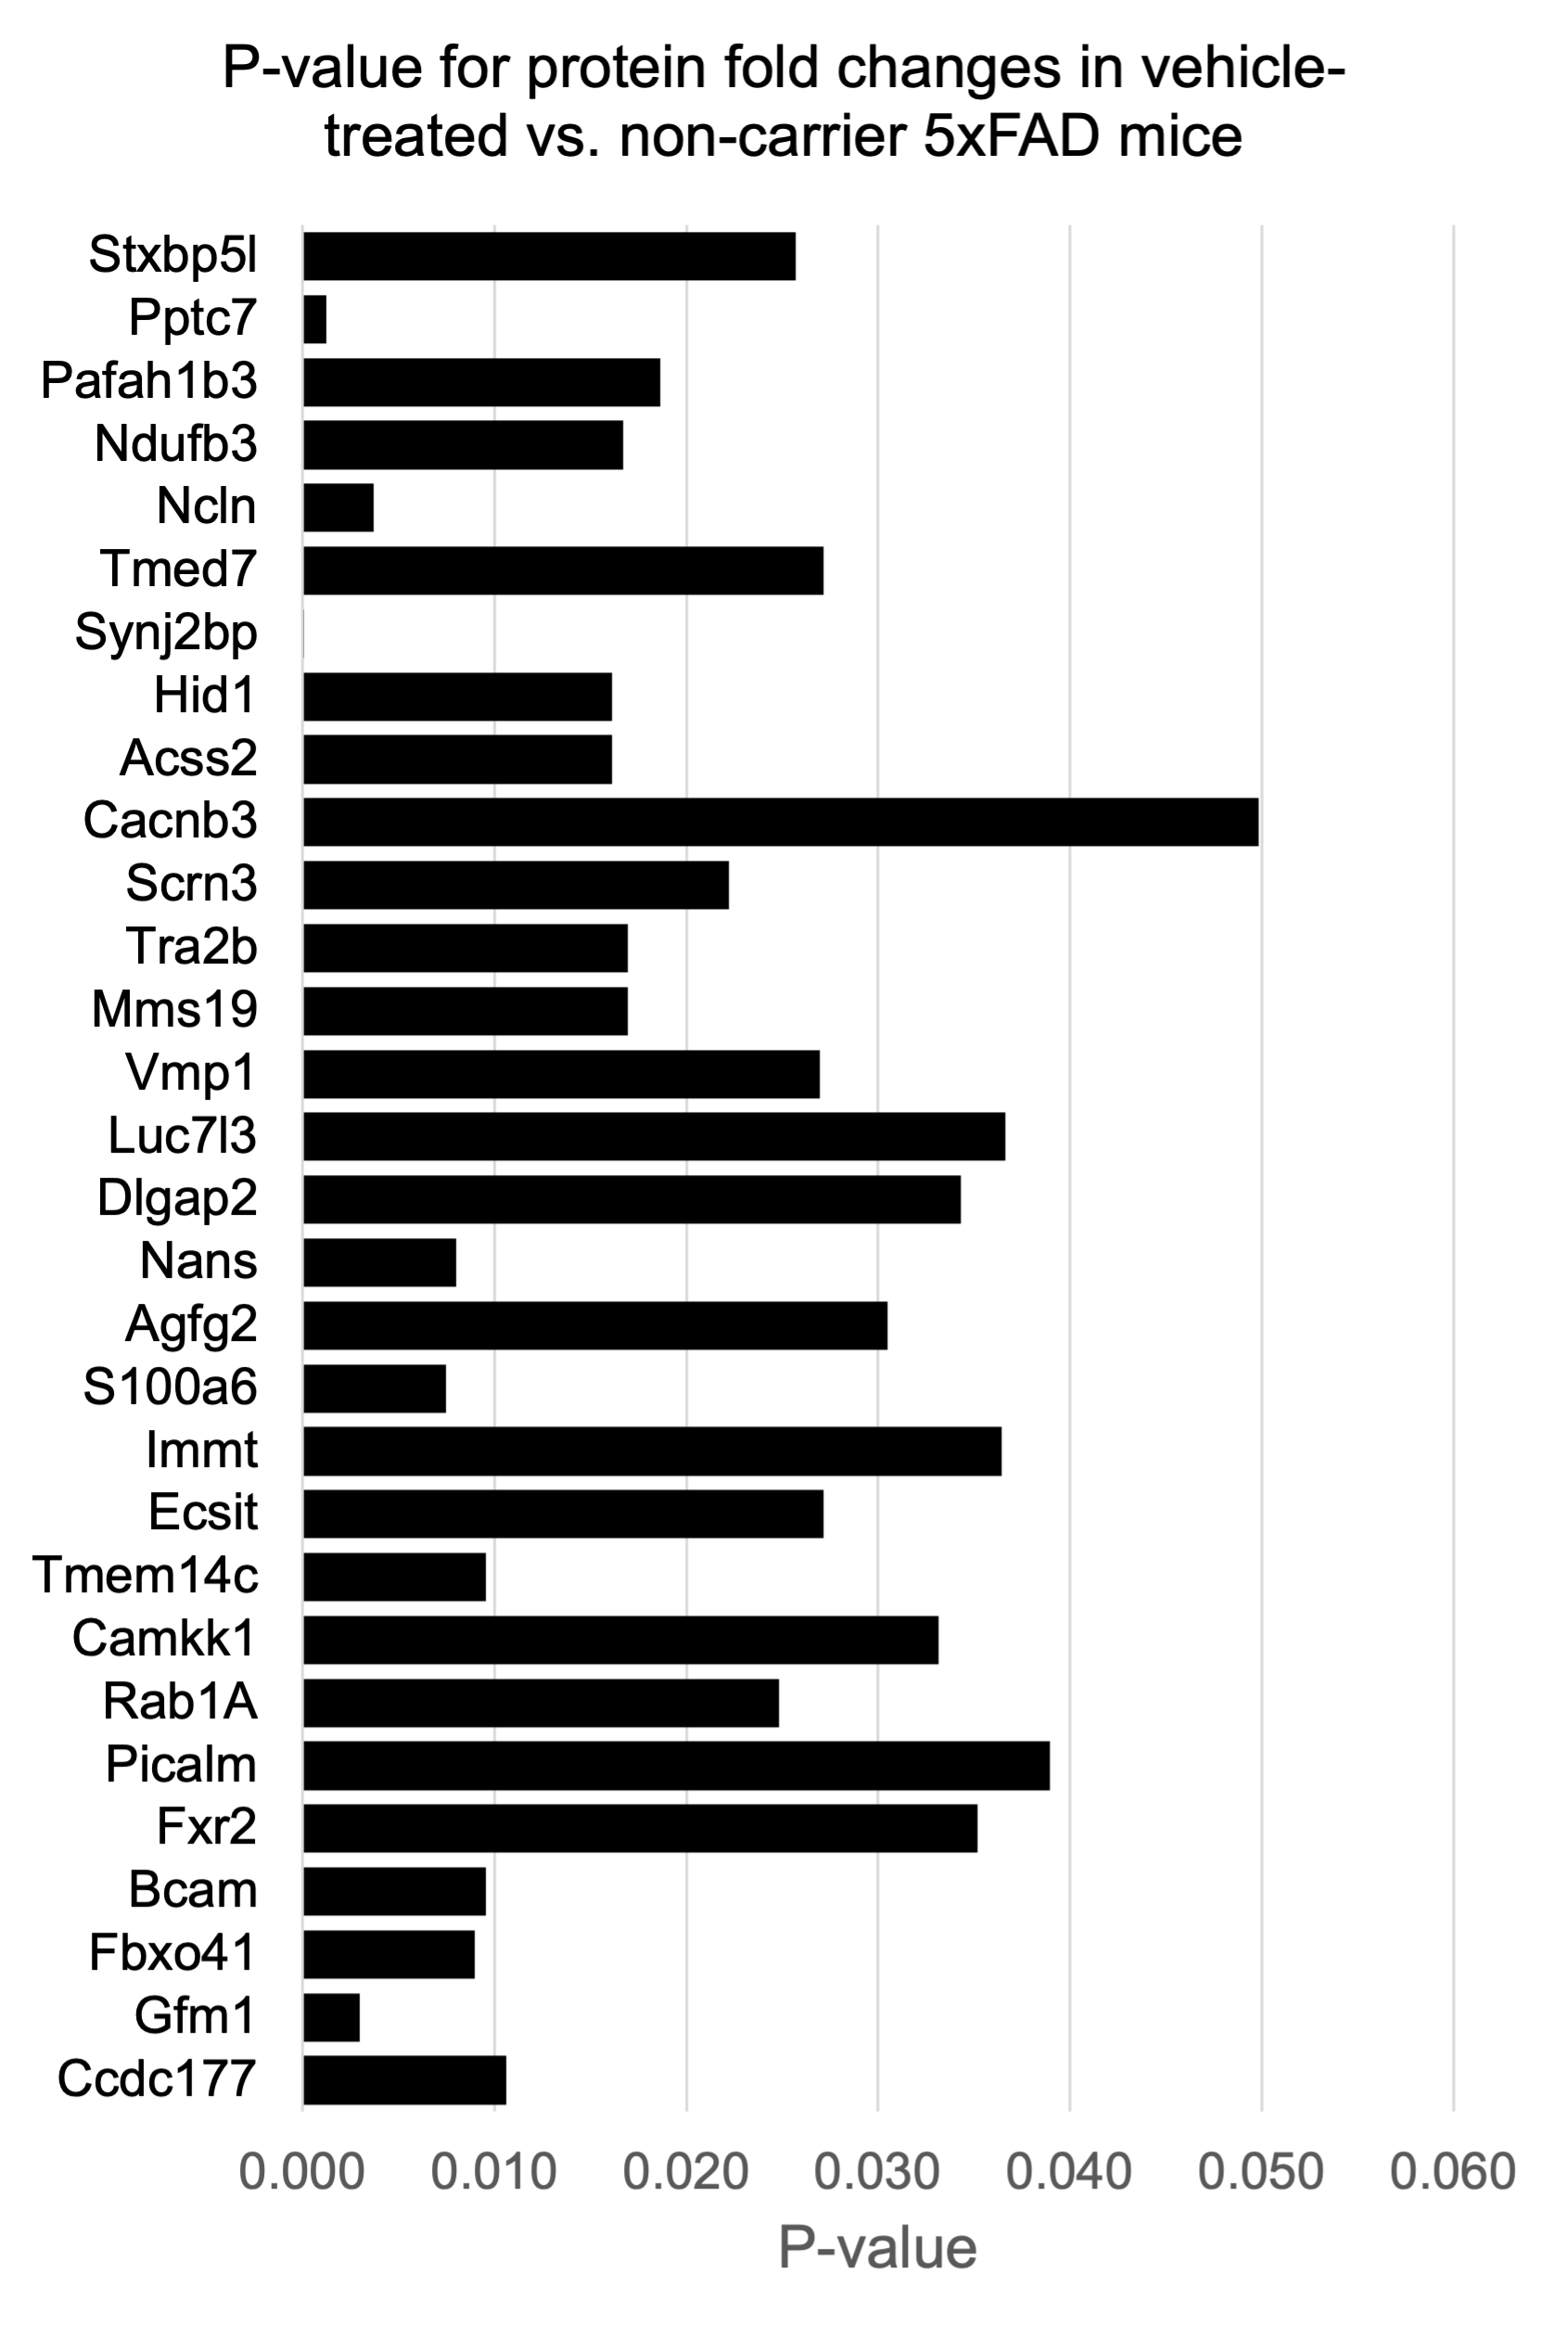 P-value for protein fold changes in vehicle-
treated vs. non-carrier 5xFAD mice
Stxbp5l
Pptc7
Pafah1b3
Ndufb3
Ncln
Tmed7
Synj2bp
Hid1
Acss2
Cacnb3
Scrn3
Tra2b
Mms19
Vmp1
Luc7l3
Dlgap2
Nans
Agfg2
S100a6
Immt
Ecsit
Tmem14c
Camkk1
Rab1A
Picalm
Fxr2
Bcam
Fbxo41
Gfm1
Ccdc177
0.000 0.010 0.020 0.030 0.040 0.050 0.060
P-value